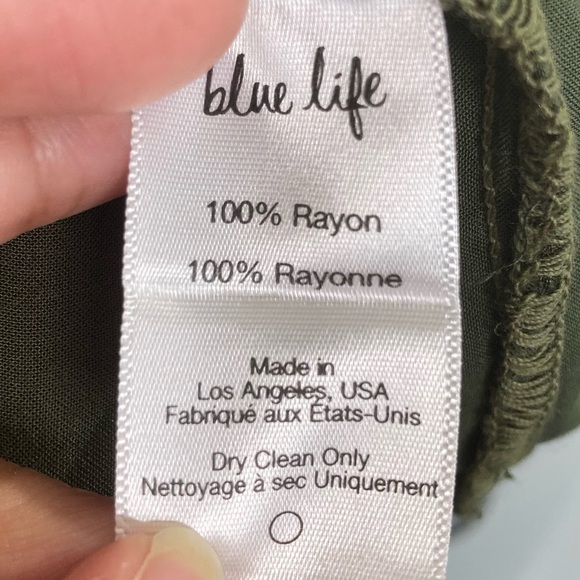 blue life
100% Rayon
100% Rayonne
Made in
Los Angeles, USA
Fabriqué aux États-Unis
Dry Clean Only
Nettoyage à sec Uniquement